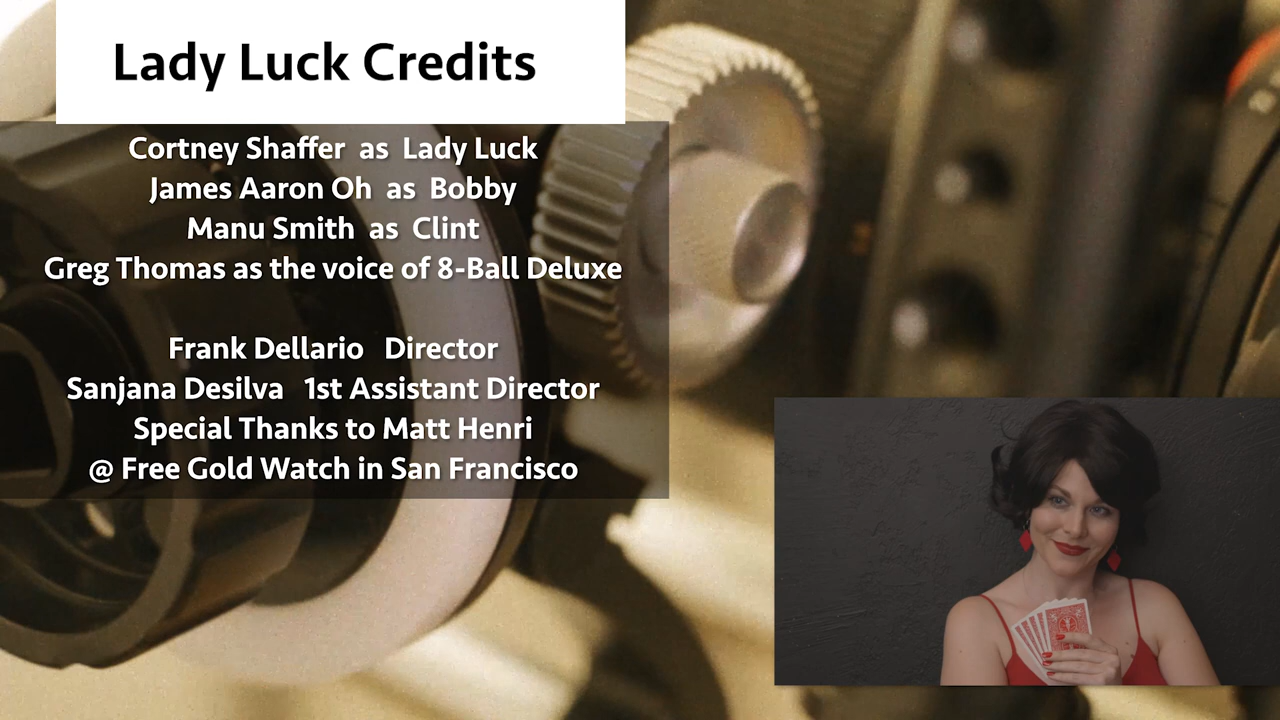 Lady Luck Credits
Cortney Shaffer as Lady Luck
James Aaron Oh as Bobby
Manu Smith as Clint
Greg Thomas as the voice of 8-Ball Deluxe
Frank Dellario Director
Sanjana Desilva 1st Assistant Director
Special Thanks to Matt Henri
@ Free Gold Watch in San Francisco